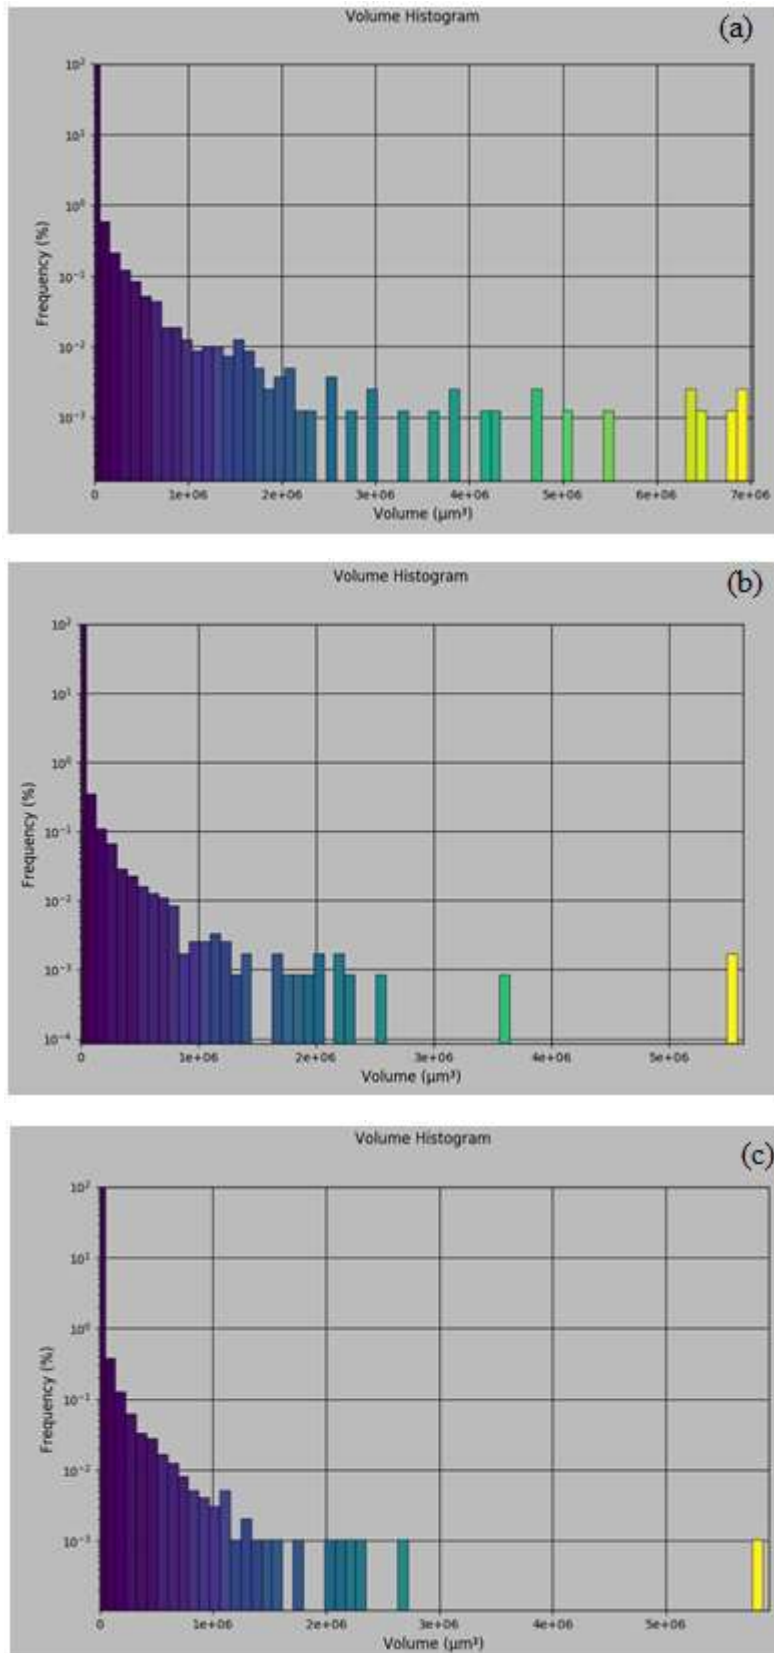 Volume Histogram
(a)
10²
10¹
10⁰
10⁻¹
10⁻²
10⁻³
Frequency (%)
0 1e+06 2e+06 3e+06 4e+06 5e+06 6e+06 7e+06
Volume (µm³)
Volume Histogram
(b)
10²
10¹
10⁰
10⁻¹
10⁻²
10⁻³
10⁻⁴
Frequency (%)
0 1e+06 2e+06 3e+06 4e+06 5e+06
Volume (µm³)
Volume Histogram
(c)
10²
10¹
10⁰
10⁻¹
10⁻²
10⁻³
Frequency (%)
0 1e+06 2e+06 3e+06 4e+06 5e+06
Volume (µm³)